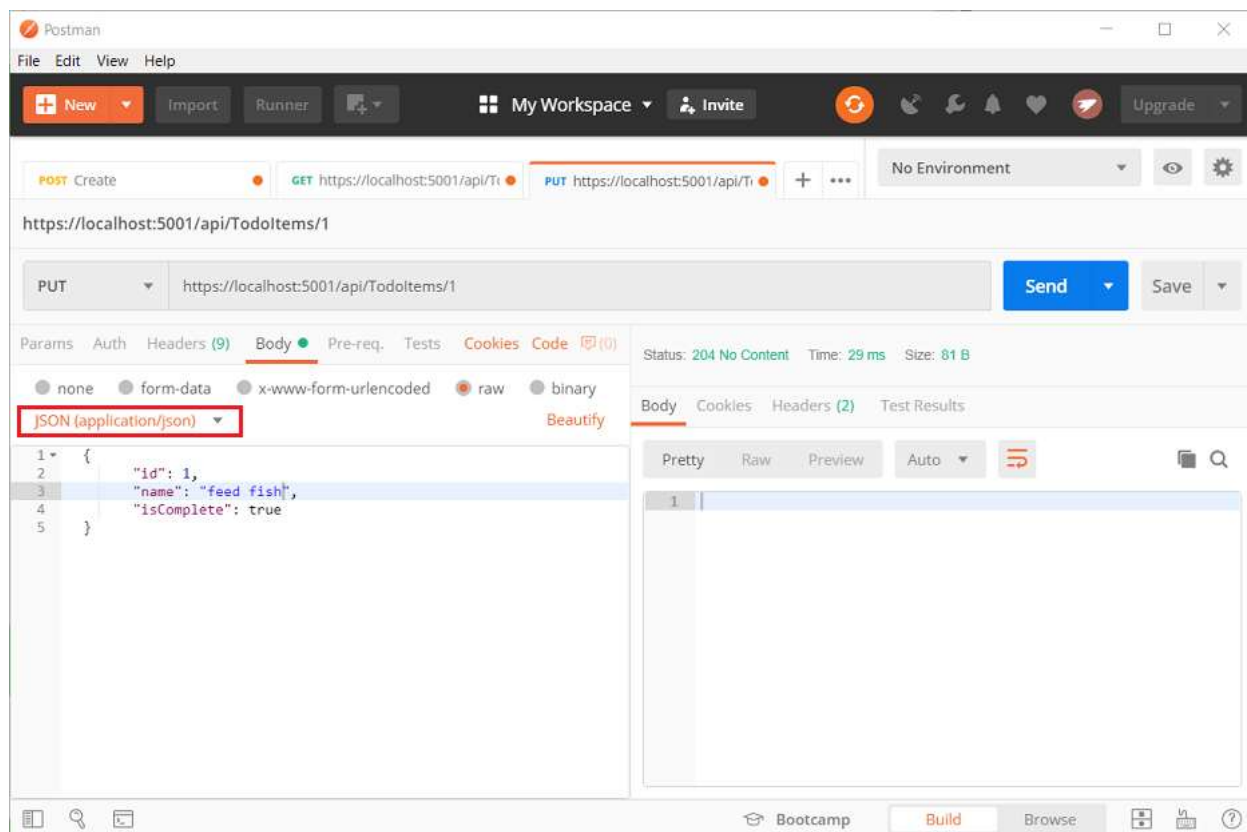 Postman
File Edit View Help
New Import Runner My Workspace Invite Upgrade
POST Create GET https://localhost:5001/api/T PUT https://localhost:5001/api/T No Environment
https://localhost:5001/api/TodoItems/1
PUT https://localhost:5001/api/TodoItems/1 Send Save
Params Auth Headers (9) Body Pre-req. Tests Cookies Code (0)
Status: 204 No Content Time: 29 ms Size: 81 B
none form-data x-www-form-urlencoded raw binary
Body Cookies Headers (2) Test Results
JSON (application/json) Beautify
Pretty Raw Preview Auto
1 {
2 "id": 1,
3 "name": "feed fish",
4 "isComplete": true
5 }
1
Bootcamp Build Browse